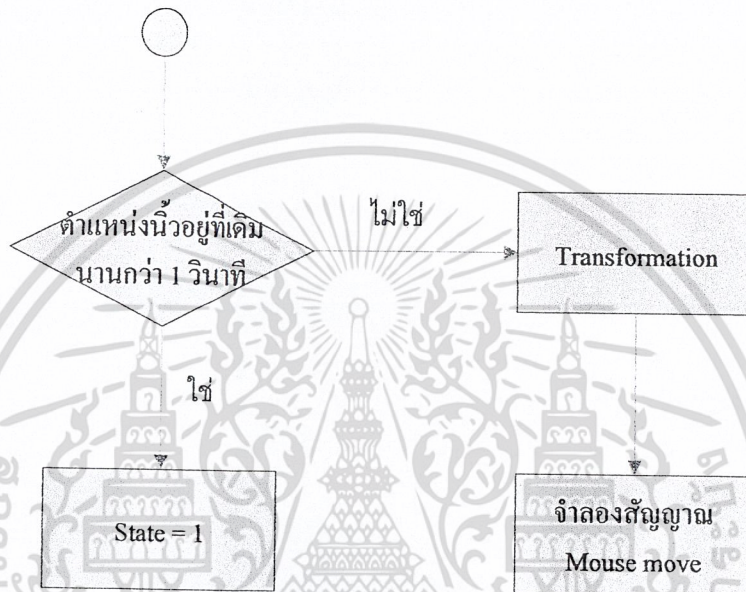 ตำแหน่งนิ้วอยู่ที่เดิม
นานกว่า 1 วินาที
ไม่ใช่
Transformation
ใช่
State = 1
จำลองสัญญาณ
Mouse move